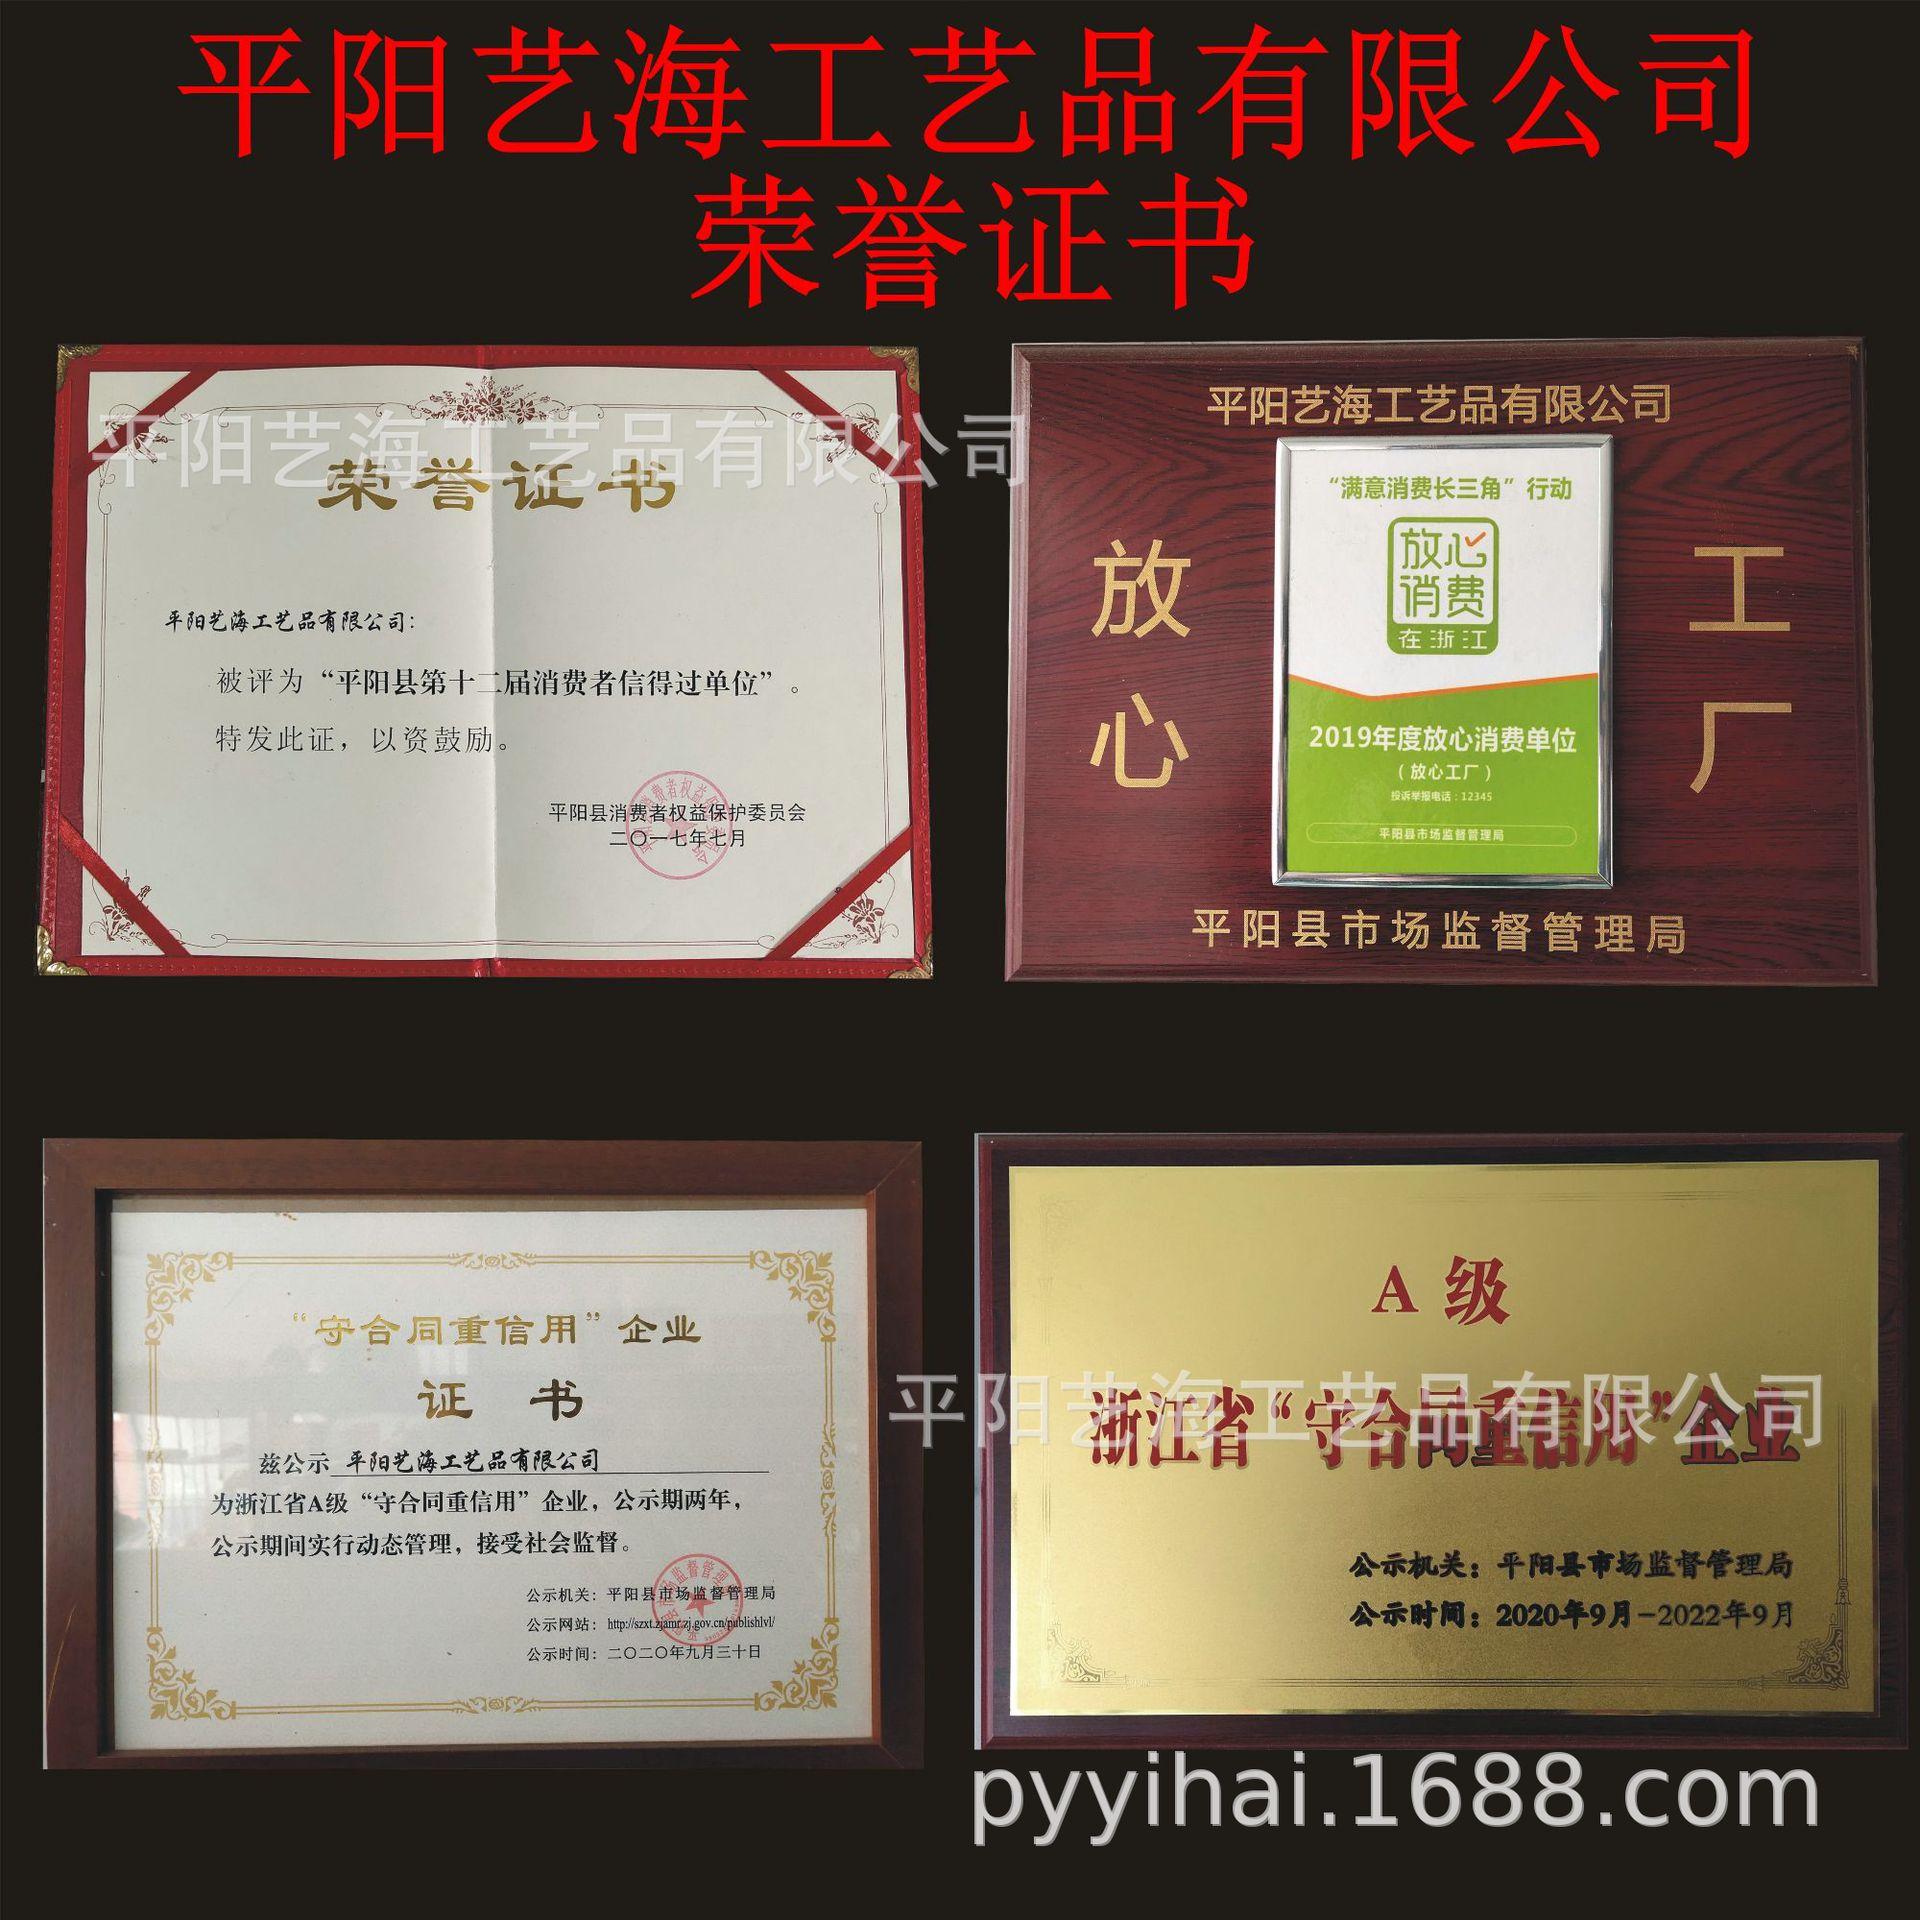 平阳艺海工艺品有限公司
荣誉证书
平阳艺海工艺品有限公司
荣誉证书
平阳艺海工艺品有限公司:
被评为“平阳县第十二届消费者信得过单位”。
特发此证，以资鼓励。
平阳县消费者权益保护委员会
二〇一七年七月
平阳艺海工艺品有限公司
放心
工厂
“满意消费长三角”行动
放心
消费
在浙江
2019年度放心消费单位
(放心工厂)
投诉举报电话:12345
平阳县市场监督管理局
平阳县市场监督管理局
“守合同重信用”企业
证 书
兹公示 平阳艺海工艺品有限公司
为浙江省A级“守合同重信用”企业，公示期两年，
公示期间实行动态管理，接受社会监督。
公示机关：平阳县市场监督管理局
公示网站：http://szxt.zjamr.zj.gov.cn/publishlvl/
公示时间：二〇二〇年九月三十日
A 级
平阳艺海工艺品有限公司
浙江省“守合同重信用”企业
公示机关：平阳县市场监督管理局
公示时间：2020年9月-2022年9月
pyyihai.1688.com